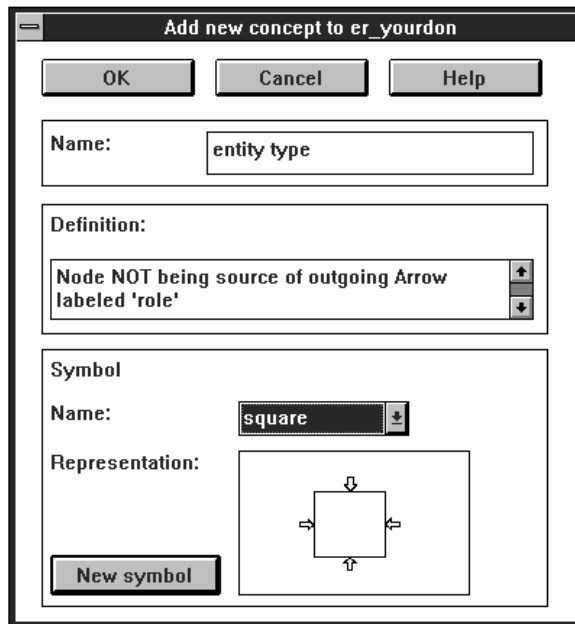 Add new concept to er_yourdon
OK Cancel Help
Name: entity type
Definition:
Node NOT being source of outgoing Arrow
labeled 'role'
Symbol
Name: square
Representation:
New symbol